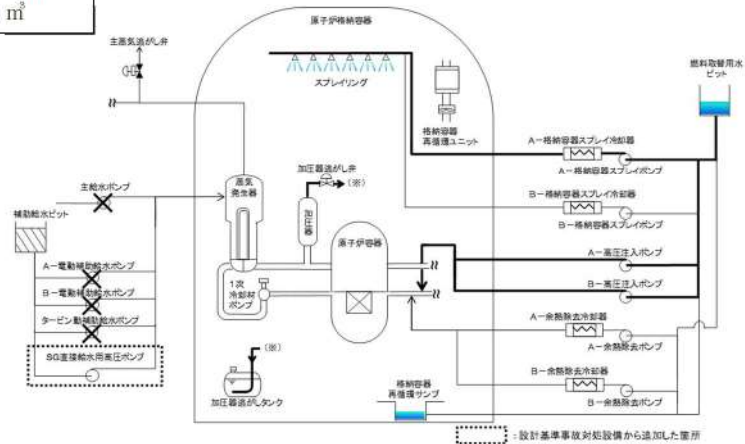 m³
原子炉格納容器
主蒸気逃がし弁
スプレイリング
燃料取替用水
ピット
格納容器
再循環ユニット
A－格納容器スプレイ冷却器
A－格納容器スプレイポンプ
加圧器逃がし弁
(※)
蒸気
発生器
主給水ポンプ
B－格納容器スプレイ冷却器
B－格納容器スプレイポンプ
補助給水ピット
加圧器
原子炉容器
A－高圧注入ポンプ
A－電動補助給水ポンプ
B－電動補助給水ポンプ
1次
冷却材
ポンプ
B－高圧注入ポンプ
タービン動補助給水ポンプ
A－余熱除去冷却器
A－余熱除去ポンプ
SG直接給水用高圧ポンプ
(※)
B－余熱除去冷却器
格納容器
再循環サンプ
加圧器逃がしタンク
B－余熱除去ポンプ
：設計基準事故対処設備から追加した箇所